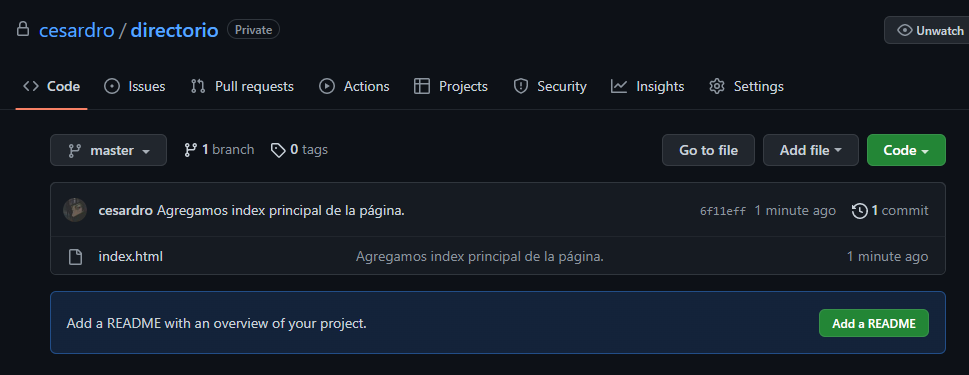 cesardro / directorio Private
Unwatch
Code Issues Pull requests Actions Projects Security Insights Settings
master 1 branch 0 tags Go to file Add file Code
cesardro Agregamos index principal de la página. 6f11eff 1 minute ago 1 commit
index.html Agregamos index principal de la página. 1 minute ago
Add a README with an overview of your project. Add a README